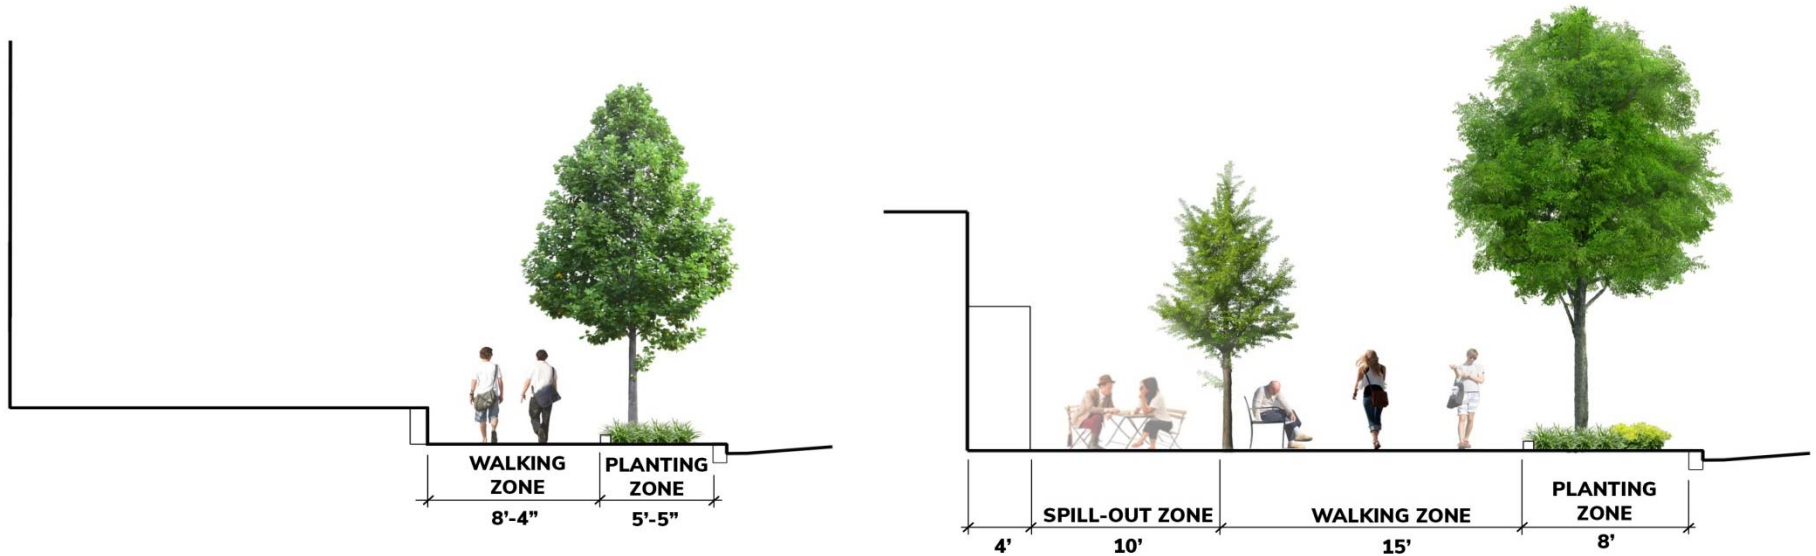 WALKING
ZONE
8’-4”
PLANTING
ZONE
5’-5”
4’
SPILL-OUT ZONE
10’
WALKING ZONE
15’
PLANTING
ZONE
8’